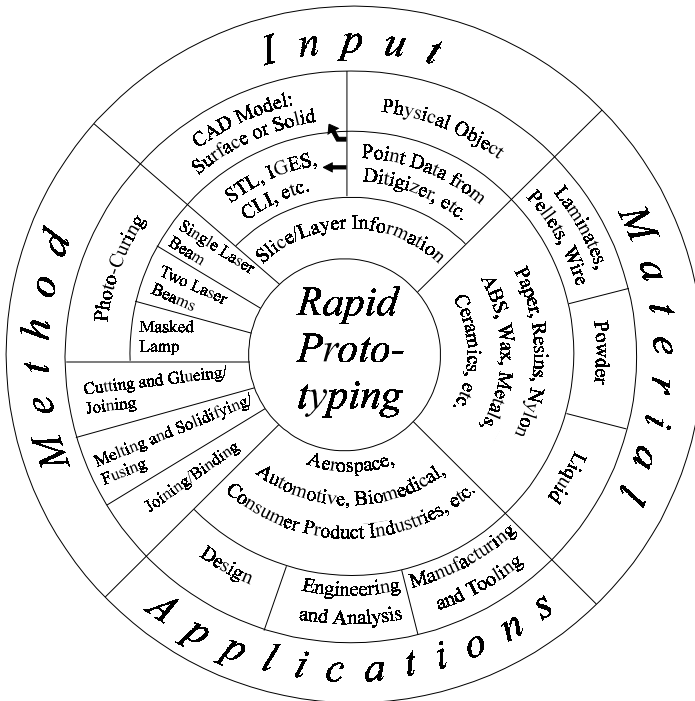 Input
CAD Model:
Surface or Solid
Physical Object
STL, IGES,
CLI, etc.
Point Data from
Ditigizer, etc.
Slice/Layer Information
Material
Laminates,
Pellets, Wire
Powder
Liquid
Paper, Resins, Nylon
ABS, Wax, Metals,
Ceramics, etc.
Rapid
Proto-
typing
Method
Photo-Curing
Single Laser
Beam
Two Laser
Beams
Masked
Lamp
Cutting and Glueing/
Joining
Melting and Solidifying/
Fusing
Joining/Binding
Aerospace,
Automotive, Biomedical,
Consumer Product Industries, etc.
Design
Engineering
and Analysis
Manufacturing
and Tooling
Applications